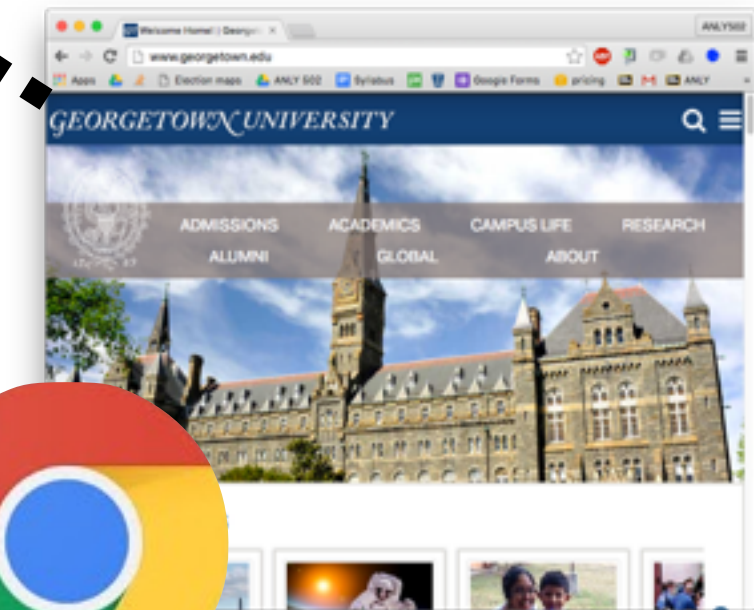 Welcome Home! | Georget ANLY502
www.georgetown.edu
Apps Election maps ANLY 502 Syllabus Google Forms pricing ANLY
GEORGETOWN UNIVERSITY
ADMISSIONS ACADEMICS CAMPUS LIFE RESEARCH
ALUMNI GLOBAL ABOUT